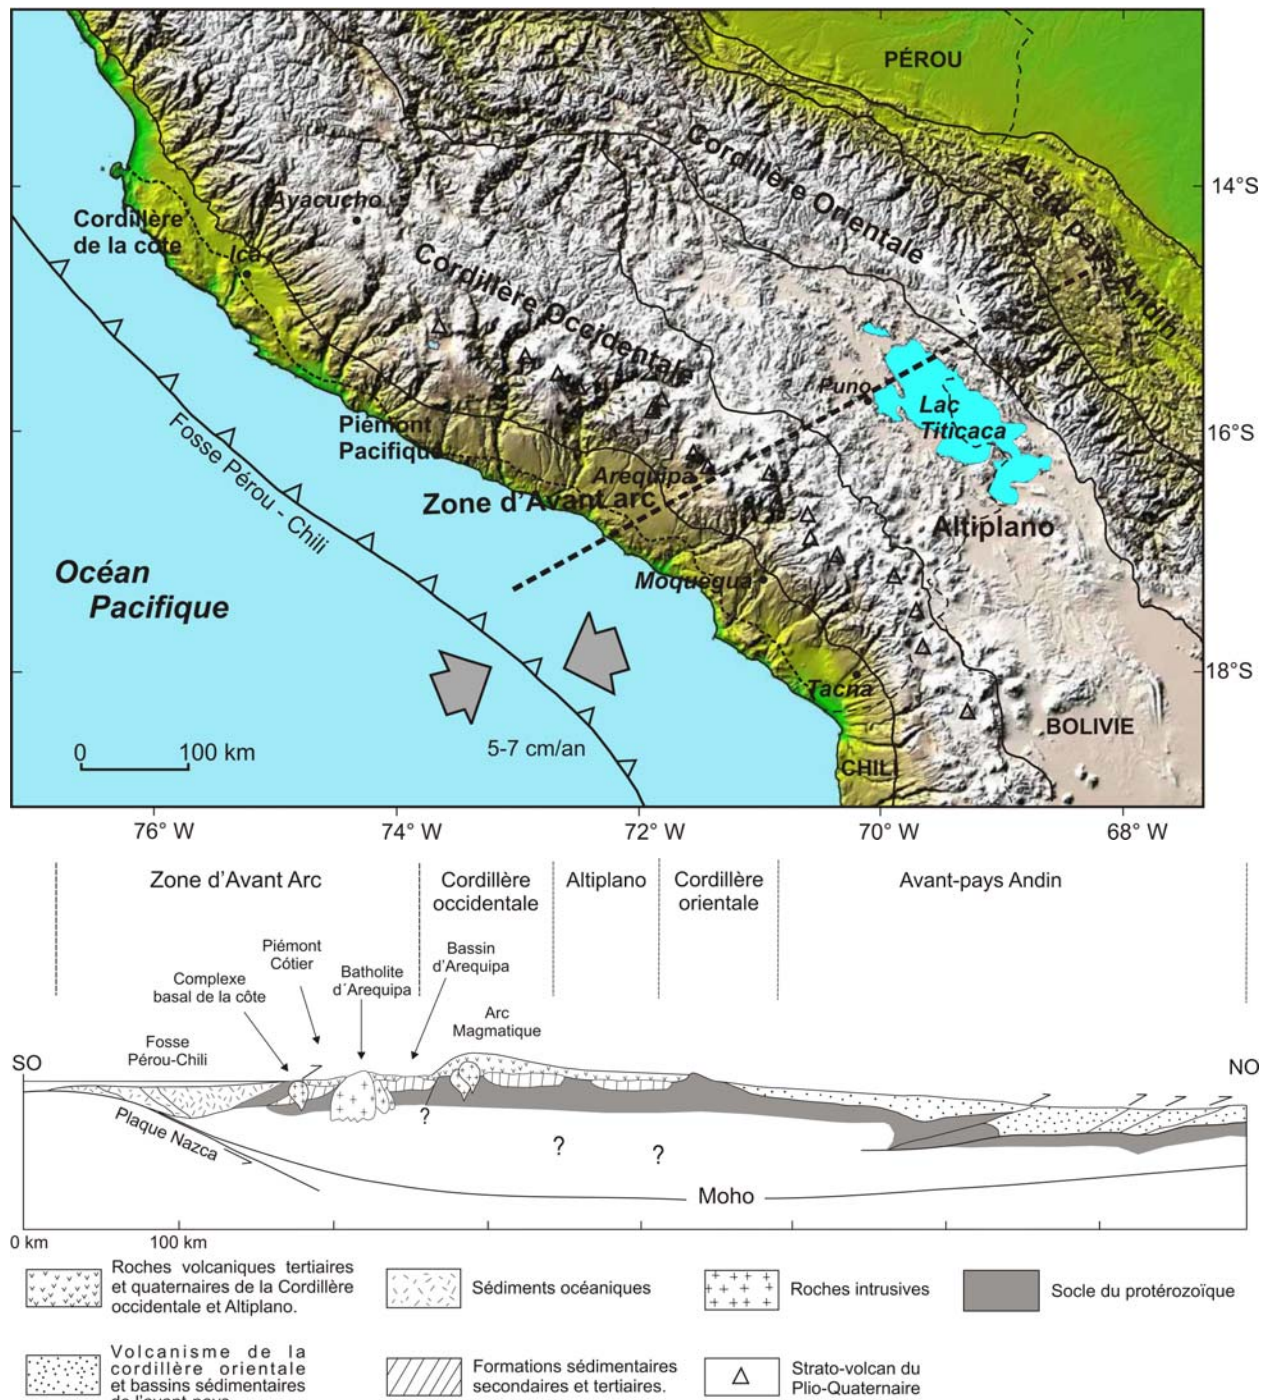 PÉROU
14°S
Cordillère Orientale
Avant pays Andin
Ayacucho
Cordillère
de la côte
Ica
Cordillère Occidentale
Puno
Lac
Titicaca
16°S
Piémont
Pacifique
Arequipa
Zone d'Avant arc
Altiplano
Fosse Pérou - Chili
Océan
Pacifique
Moquegua
18°S
Tacna
BOLIVIE
0 100 km
5-7 cm/an
CHILI
76° W 74° W 72° W 70° W 68° W
Zone d'Avant Arc
Cordillère
occidentale
Altiplano
Cordillère
orientale
Avant-pays Andin
Piémont
Côtier
Bassin
d'Arequipa
Complexe
basal de la côte
Batholite
d´Arequipa
Arc
Magmatique
Fosse
Pérou-Chili
SO
NO
Plaque Nazca
?
? ?
Moho
0 km 100 km
Roches volcaniques tertiaires
et quaternaires de la Cordillère
occidentale et Altiplano.
Sédiments océaniques
Roches intrusives
Socle du protérozoïque
Volcanisme de la
cordillère orientale
et bassins sédimentaires
de l'avant-pays
Formations sédimentaires
secondaires et tertiaires.
Strato-volcan du
Plio-Quaternaire